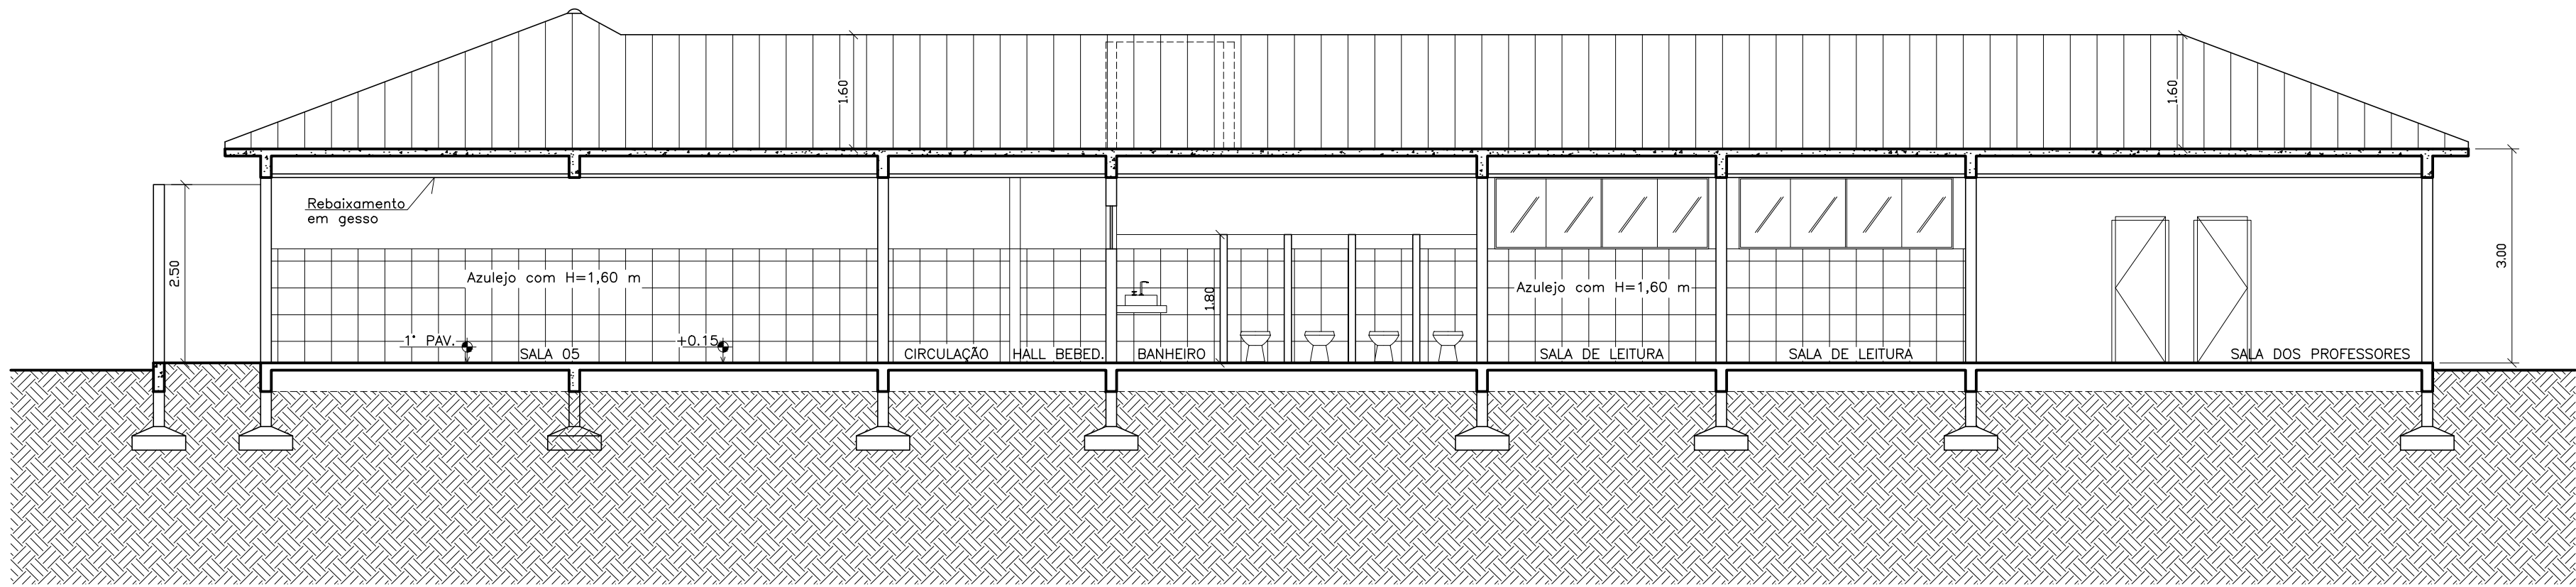 1.60
1.60
Rebaixamento
em gesso
2.50
3.00
Azulejo com H=1,60 m
Azulejo com H=1,60 m
1.80
1° PAV.
+0.15
SALA 05
CIRCULAÇÃO
HALL BEBED.
BANHEIRO
SALA DE LEITURA
SALA DE LEITURA
SALA DOS PROFESSORES